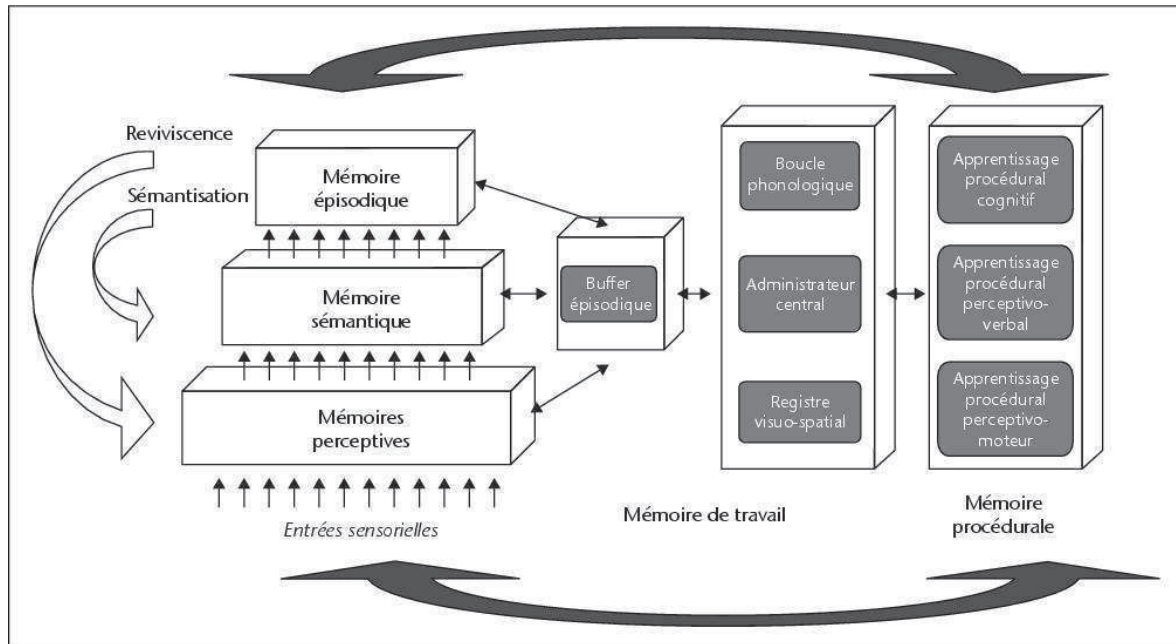 Reviviscence
Sémantisation
Mémoire
épisodique
Mémoire
sémantique
Mémoires
perceptives
Entrées sensorielles
Buffer
épisodique
Boucle
phonologique
Administrateur
central
Registre
visuo-spatial
Mémoire de travail
Apprentissage
procédural
cognitif
Apprentissage
procédural
perceptivo-
verbal
Apprentissage
procédural
perceptivo-
moteur
Mémoire
procédurale